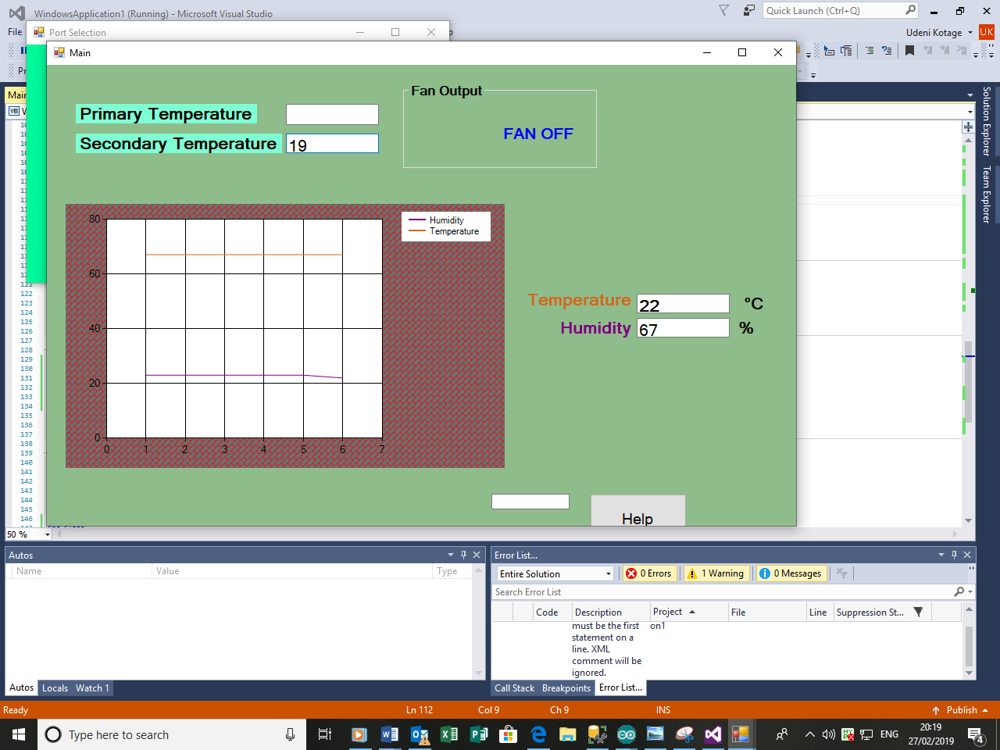 WindowsApplication1 (Running) - Microsoft Visual Studio
Quick Launch (Ctrl+Q)
File
Port Selection
Udeni Kotage
UK
Main
Fan Output
Primary Temperature
FAN OFF
Secondary Temperature 19
Solution Explorer
Team Explorer
80
60
40
20
0
0 1 2 3 4 5 6 7
Humidity
Temperature
Temperature 22 °C
Humidity 67 %
Help
121
122
123
124
125
126
127
128
129
130
131
132
133
134
135
136
137
138
139
140
141
142
143
144
145
146
50 %
Autos
Name Value Type
Autos Locals Watch 1
Error List...
Entire Solution 0 Errors 1 Warning 0 Messages
Search Error List
Code Description Project File Line Suppression St...
must be the first on1
statement on a
line. XML
comment will be
ignored.
Call Stack Breakpoints Error List...
Ready Ln 112 Col 9 Ch 9 INS Publish
Type here to search
ENG
20:19
27/02/2019
4